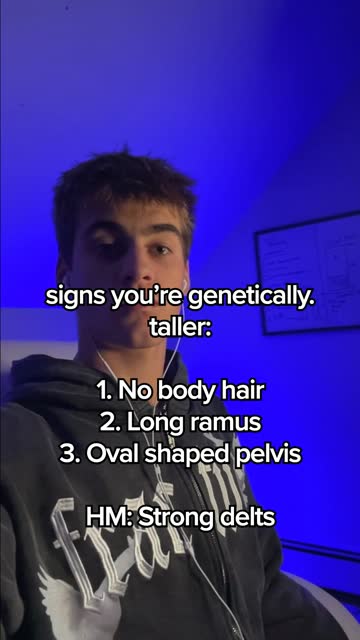 signs you're genetically.
taller:
1. No body hair
2. Long ramus
3. Oval shaped pelvis
HM: Strong delts